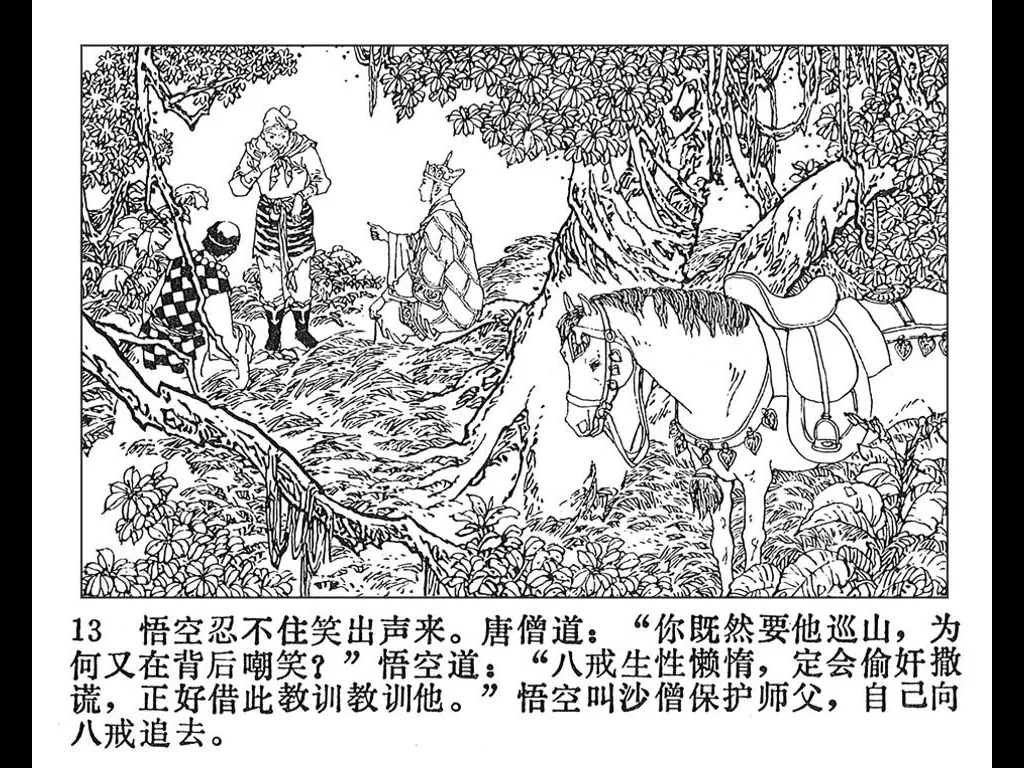 13 悟空忍不住笑出声来。唐僧道：“你既然要他巡山，为
何又在背后嘲笑？”悟空道：“八戒生性懒惰，定会偷奸撒
谎，正好借此教训教训他。”悟空叫沙僧保护师父，自己向
八戒追去。